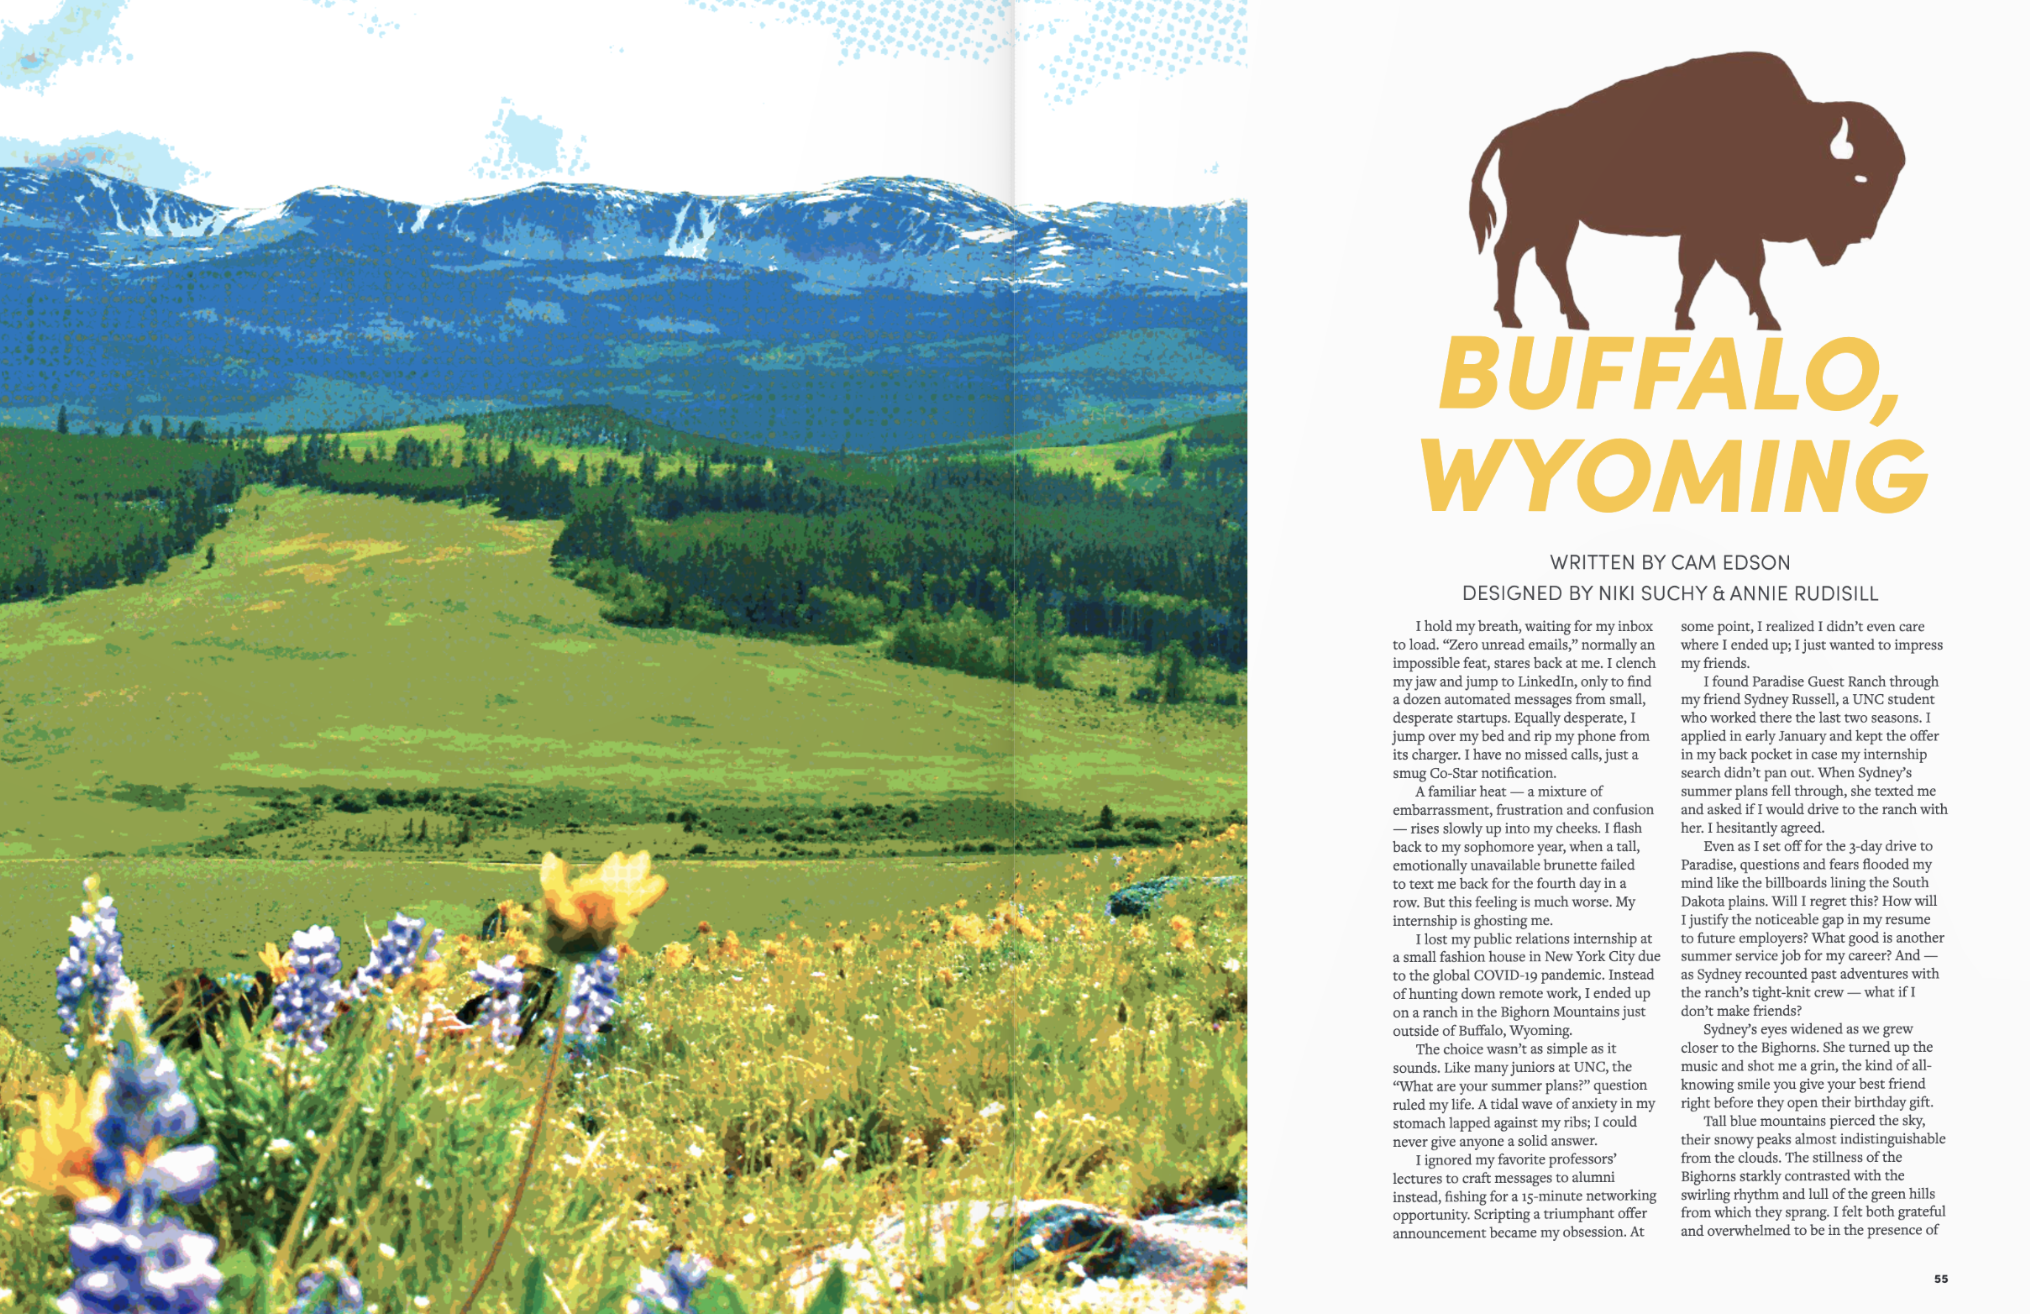 BUFFALO,
WYOMING
WRITTEN BY CAM EDSON
DESIGNED BY NIKI SUCHY & ANNIE RUDISILL
I hold my breath, waiting for my inbox
to load. “Zero unread emails,” normally an
impossible feat, stares back at me. I clench
my jaw and jump to LinkedIn, only to find
a dozen automated messages from small,
desperate startups. Equally desperate, I
jump over my bed and rip my phone from
its charger. I have no missed calls, just a
smug Co-Star notification.
A familiar heat — a mixture of
embarrassment, frustration and confusion
— rises slowly up into my cheeks. I flash
back to my sophomore year, when a tall,
emotionally unavailable brunette failed
to text me back for the fourth day in a
row. But this feeling is much worse. My
internship is ghosting me.
I lost my public relations internship at
a small fashion house in New York City due
to the global COVID-19 pandemic. Instead
of hunting down remote work, I ended up
on a ranch in the Bighorn Mountains just
outside of Buffalo, Wyoming.
The choice wasn’t as simple as it
sounds. Like many juniors at UNC, the
“What are your summer plans?” question
ruled my life. A tidal wave of anxiety in my
stomach lapped against my ribs; I could
never give anyone a solid answer.
I ignored my favorite professors’
lectures to craft messages to alumni
instead, fishing for a 15-minute networking
opportunity. Scripting a triumphant offer
announcement became my obsession. At
some point, I realized I didn’t even care
where I ended up; I just wanted to impress
my friends.
I found Paradise Guest Ranch through
my friend Sydney Russell, a UNC student
who worked there the last two seasons. I
applied in early January and kept the offer
in my back pocket in case my internship
search didn’t pan out. When Sydney’s
summer plans fell through, she texted me
and asked if I would drive to the ranch with
her. I hesitantly agreed.
Even as I set off for the 3-day drive to
Paradise, questions and fears flooded my
mind like the billboards lining the South
Dakota plains. Will I regret this? How will
I justify the noticeable gap in my resume
to future employers? What good is another
summer service job for my career? And —
as Sydney recounted past adventures with
the ranch’s tight-knit crew — what if I
don’t make friends?
Sydney’s eyes widened as we grew
closer to the Bighorns. She turned up the
music and shot me a grin, the kind of all-
knowing smile you give your best friend
right before they open their birthday gift.
Tall blue mountains pierced the sky,
their snowy peaks almost indistinguishable
from the clouds. The stillness of the
Bighorns starkly contrasted with the
swirling rhythm and lull of the green hills
from which they sprang. I felt both grateful
and overwhelmed to be in the presence of
55